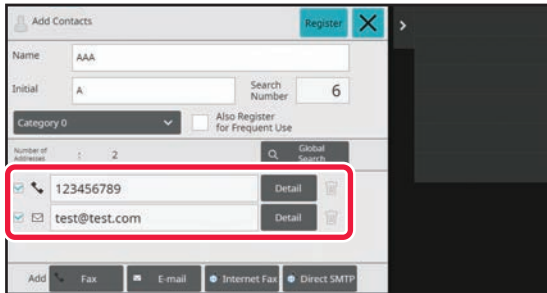 Add Contacts
Register
Name
AAA
Initial
A
Search
Number
6
Category 0
Also Register
for Frequent Use
Number of
Addresses
:
2
Global
Search
123456789
Detail
test@test.com
Detail
Add
Fax
E-mail
Internet Fax
Direct SMTP